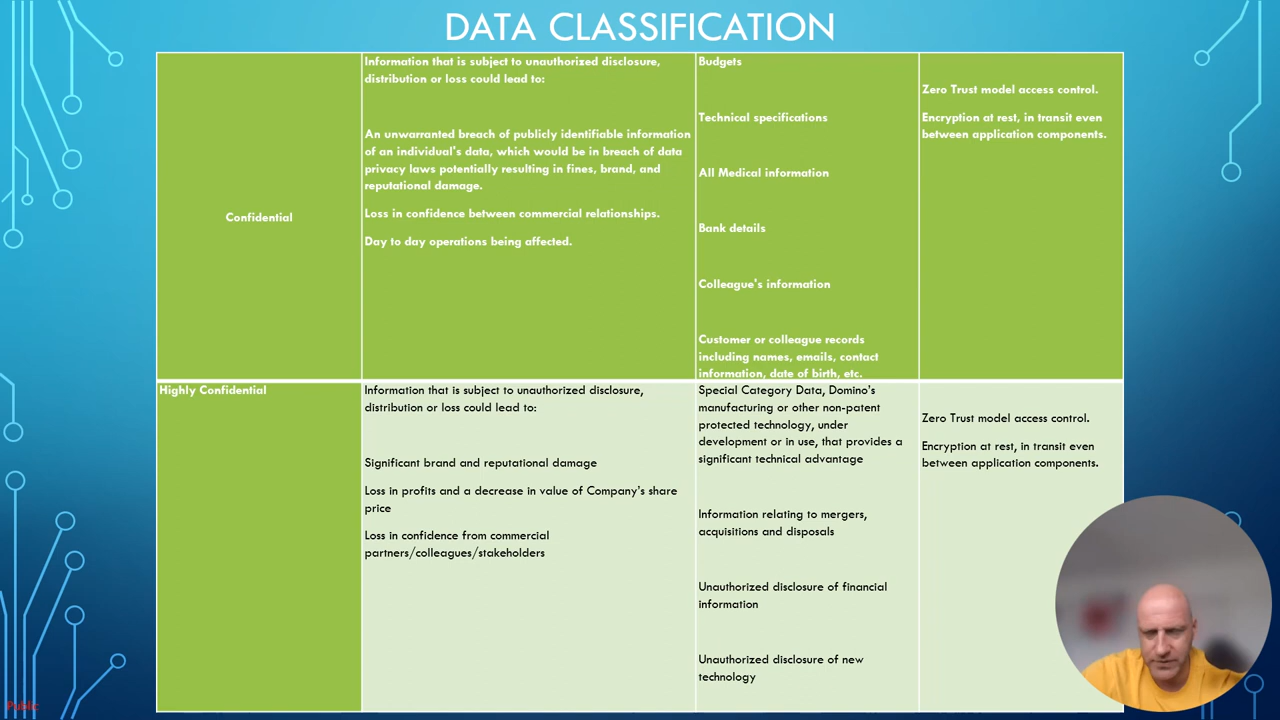 DATA CLASSIFICATION
Confidential
Information that is subject to unauthorized disclosure,
distribution or loss could lead to:
An unwarranted breach of publicly identifiable information
of an individual's data, which would be in breach of data
privacy laws potentially resulting in fines, brand, and
reputational damage.
Loss in confidence between commercial relationships.
Day to day operations being affected.
Budgets
Technical specifications
All Medical information
Bank details
Colleague's information
Customer or colleague records
including names, emails, contact
information, date of birth, etc.
Zero Trust model access control.
Encryption at rest, in transit even
between application components.
Highly Confidential
Information that is subject to unauthorized disclosure,
distribution or loss could lead to:
Significant brand and reputational damage
Loss in profits and a decrease in value of Company's share
price
Loss in confidence from commercial
partners/colleagues/stakeholders
Special Category Data, Domino's
manufacturing or other non-patent
protected technology, under
development or in use, that provides a
significant technical advantage
Information relating to mergers,
acquisitions and disposals
Unauthorized disclosure of financial
information
Unauthorized disclosure of new
technology
Zero Trust model access control.
Encryption at rest, in transit even
between application components.
Public